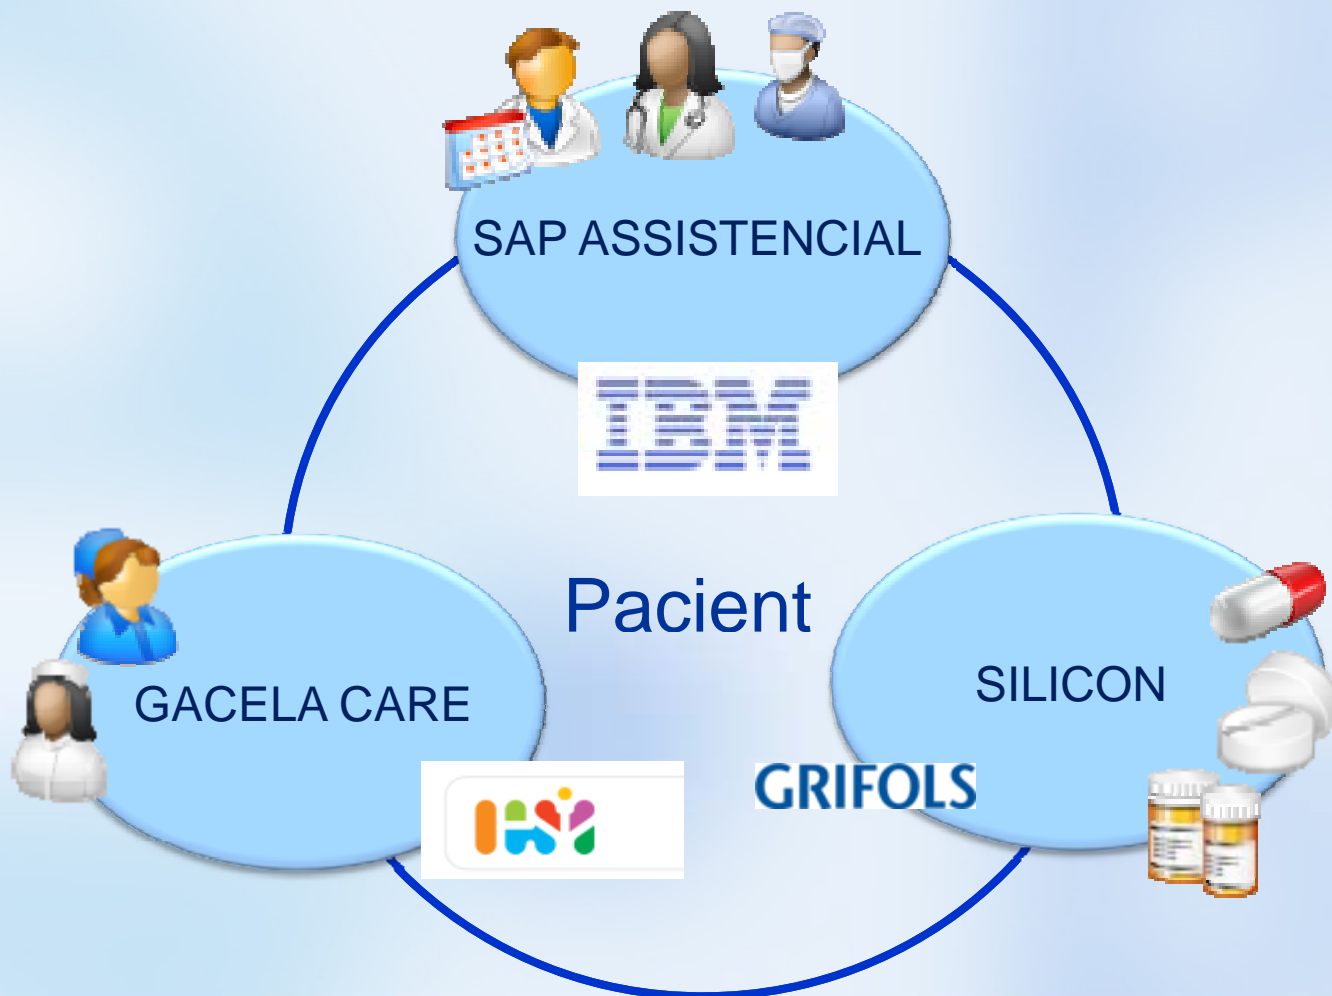 SAP ASSISTENCIAL
IBM
Pacient
GACELA CARE
SILICON
GRIFOLS